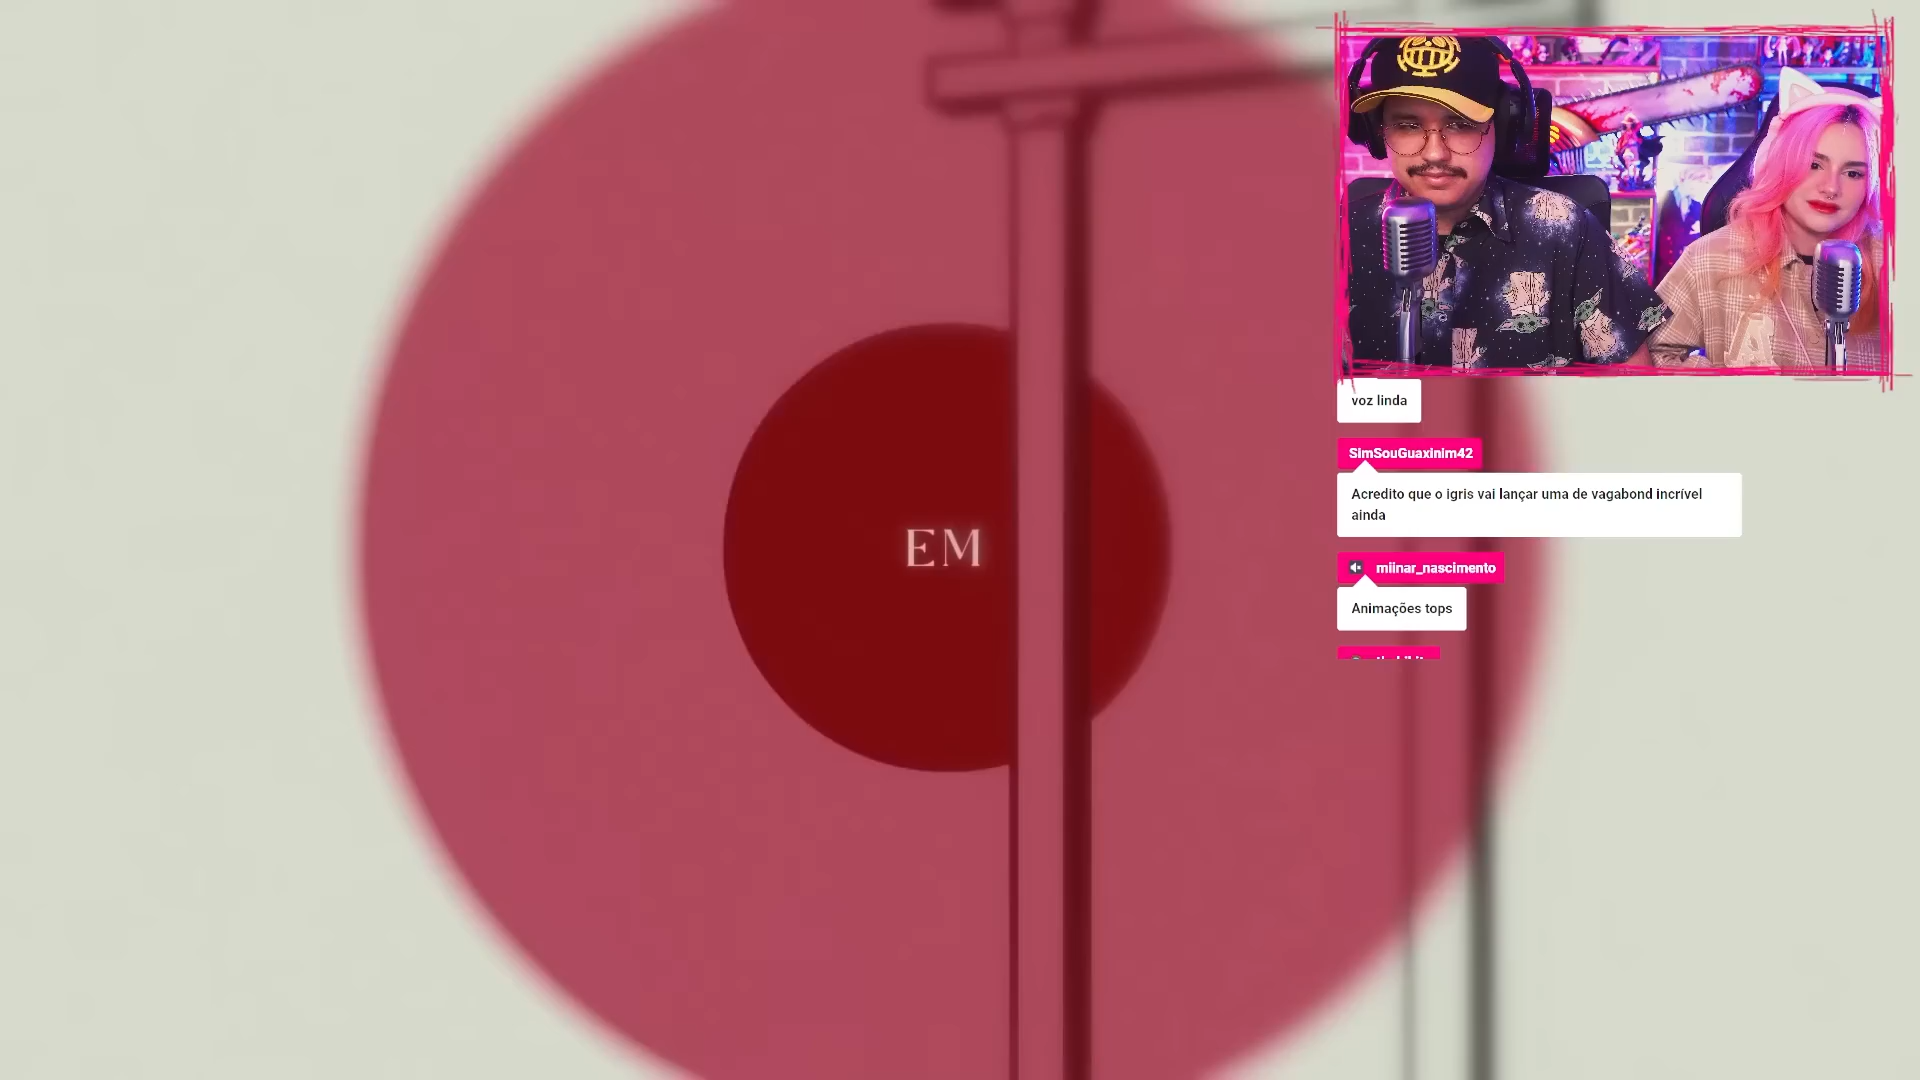 EM
voz linda
SimSouGuaxinim42
Acredito que o igris vai lançar uma de vagabond incrível
ainda
miinar_nascimento
Animações tops